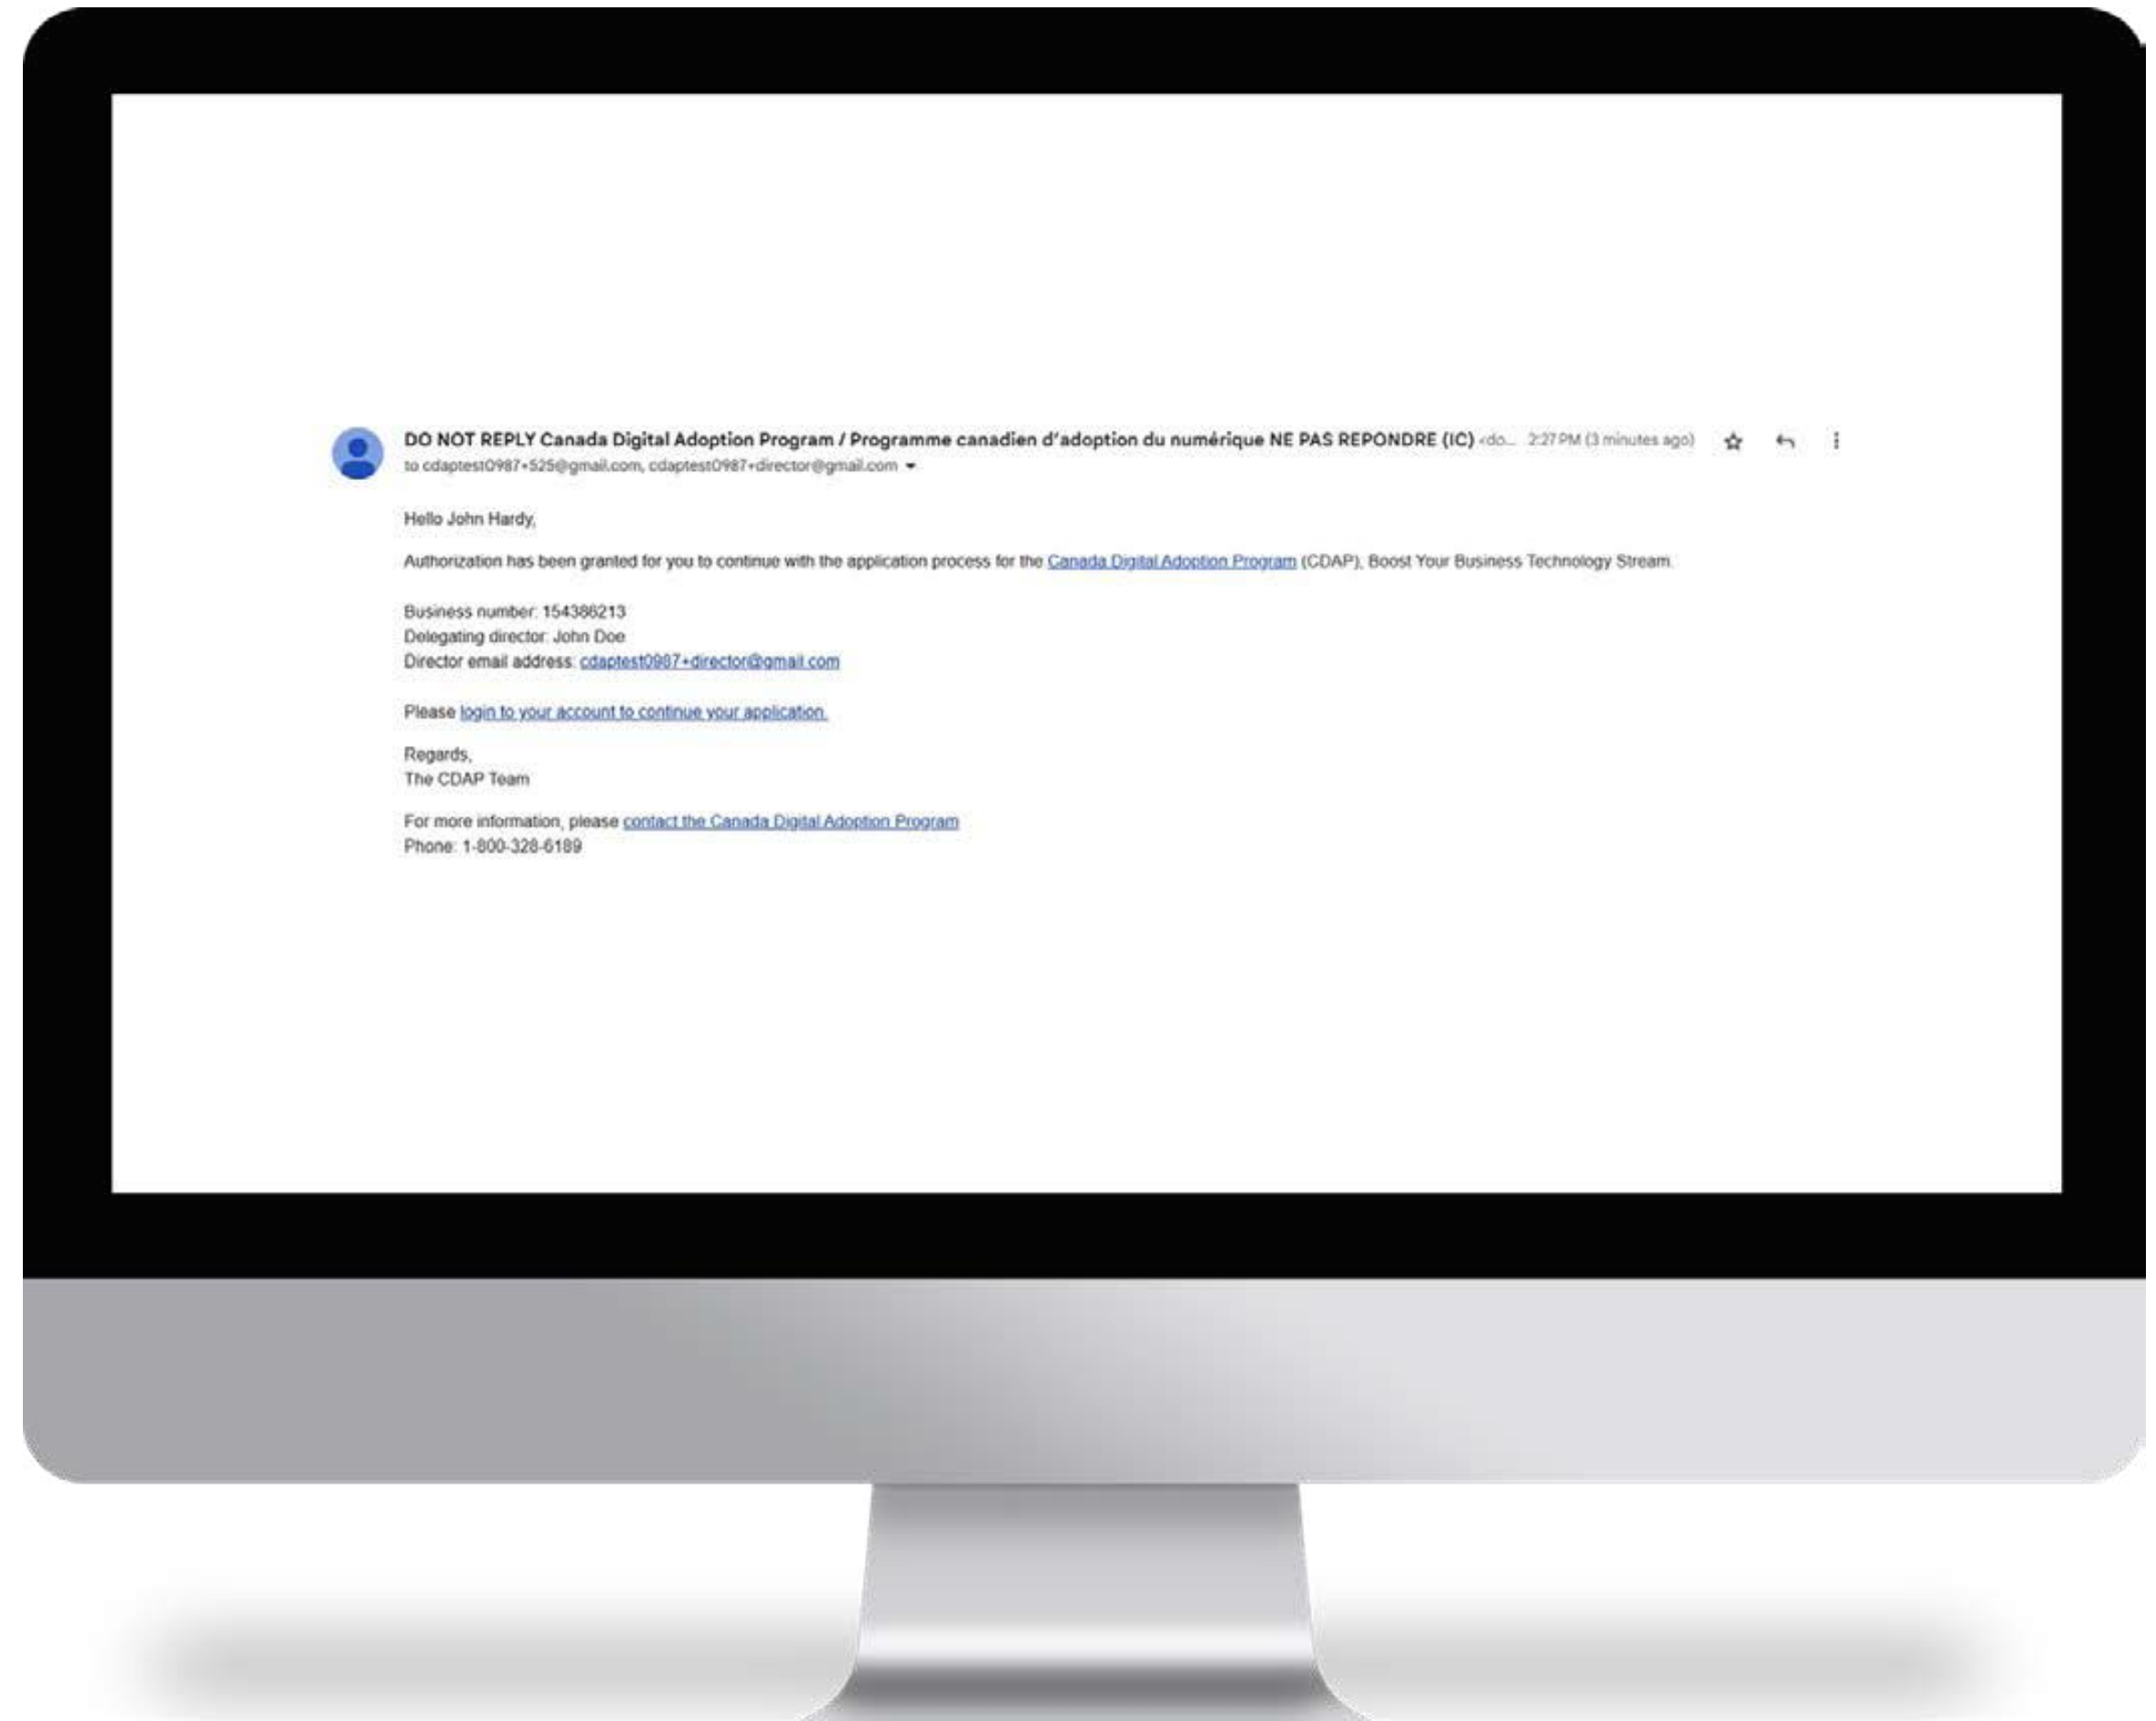 DO NOT REPLY Canada Digital Adoption Program / Programme canadien d'adoption du numérique NE PAS REPONDRE (IC) <do... 2:27 PM (3 minutes ago)
to cdaptest0987+525@gmail.com, cdaptest0987+director@gmail.com
Hello John Hardy,
Authorization has been granted for you to continue with the application process for the Canada Digital Adoption Program (CDAP), Boost Your Business Technology Stream.
Business number: 154386213
Delegating director: John Doe
Director email address: cdaptest0987+director@gmail.com
Please login to your account to continue your application.
Regards,
The CDAP Team
For more information, please contact the Canada Digital Adoption Program
Phone: 1-800-328-6189